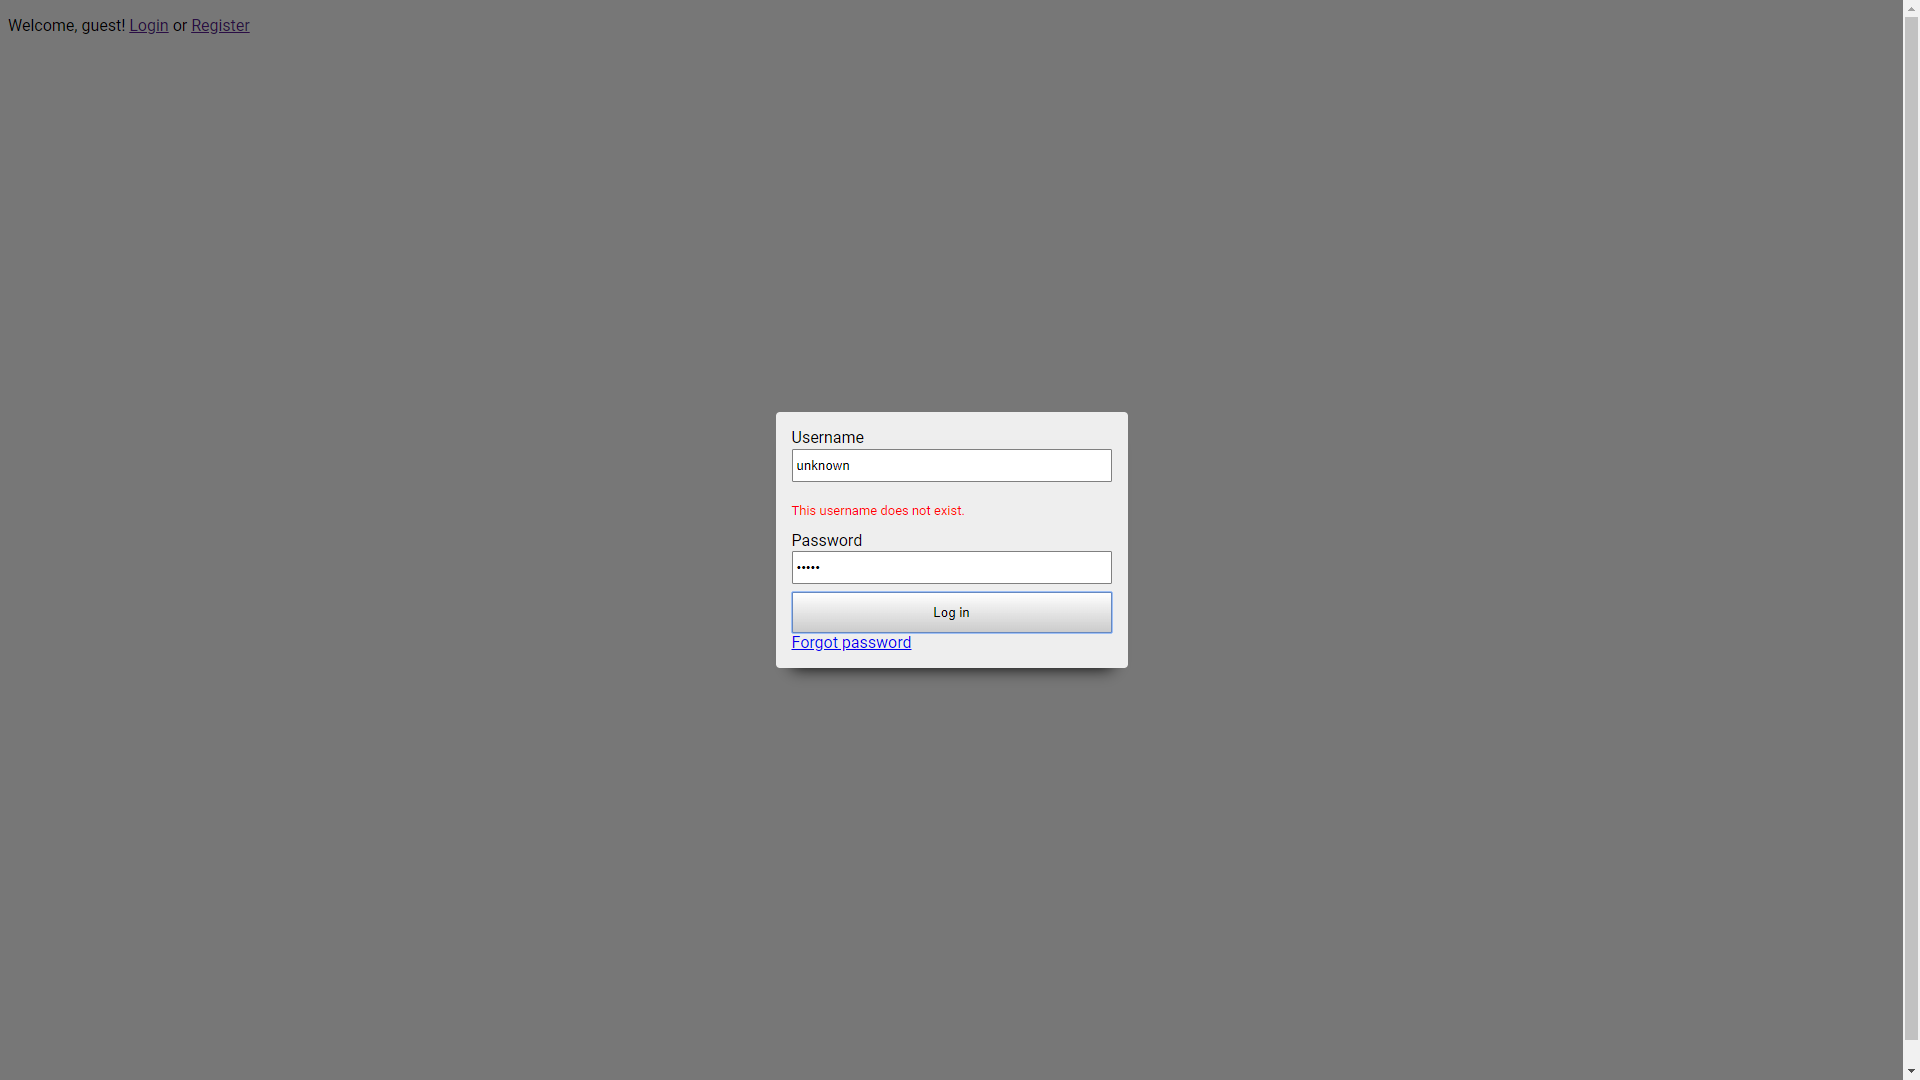 Welcome, guest! Login or Register
Username
unknown
This username does not exist.
Password
•••••
Log in
Forgot password